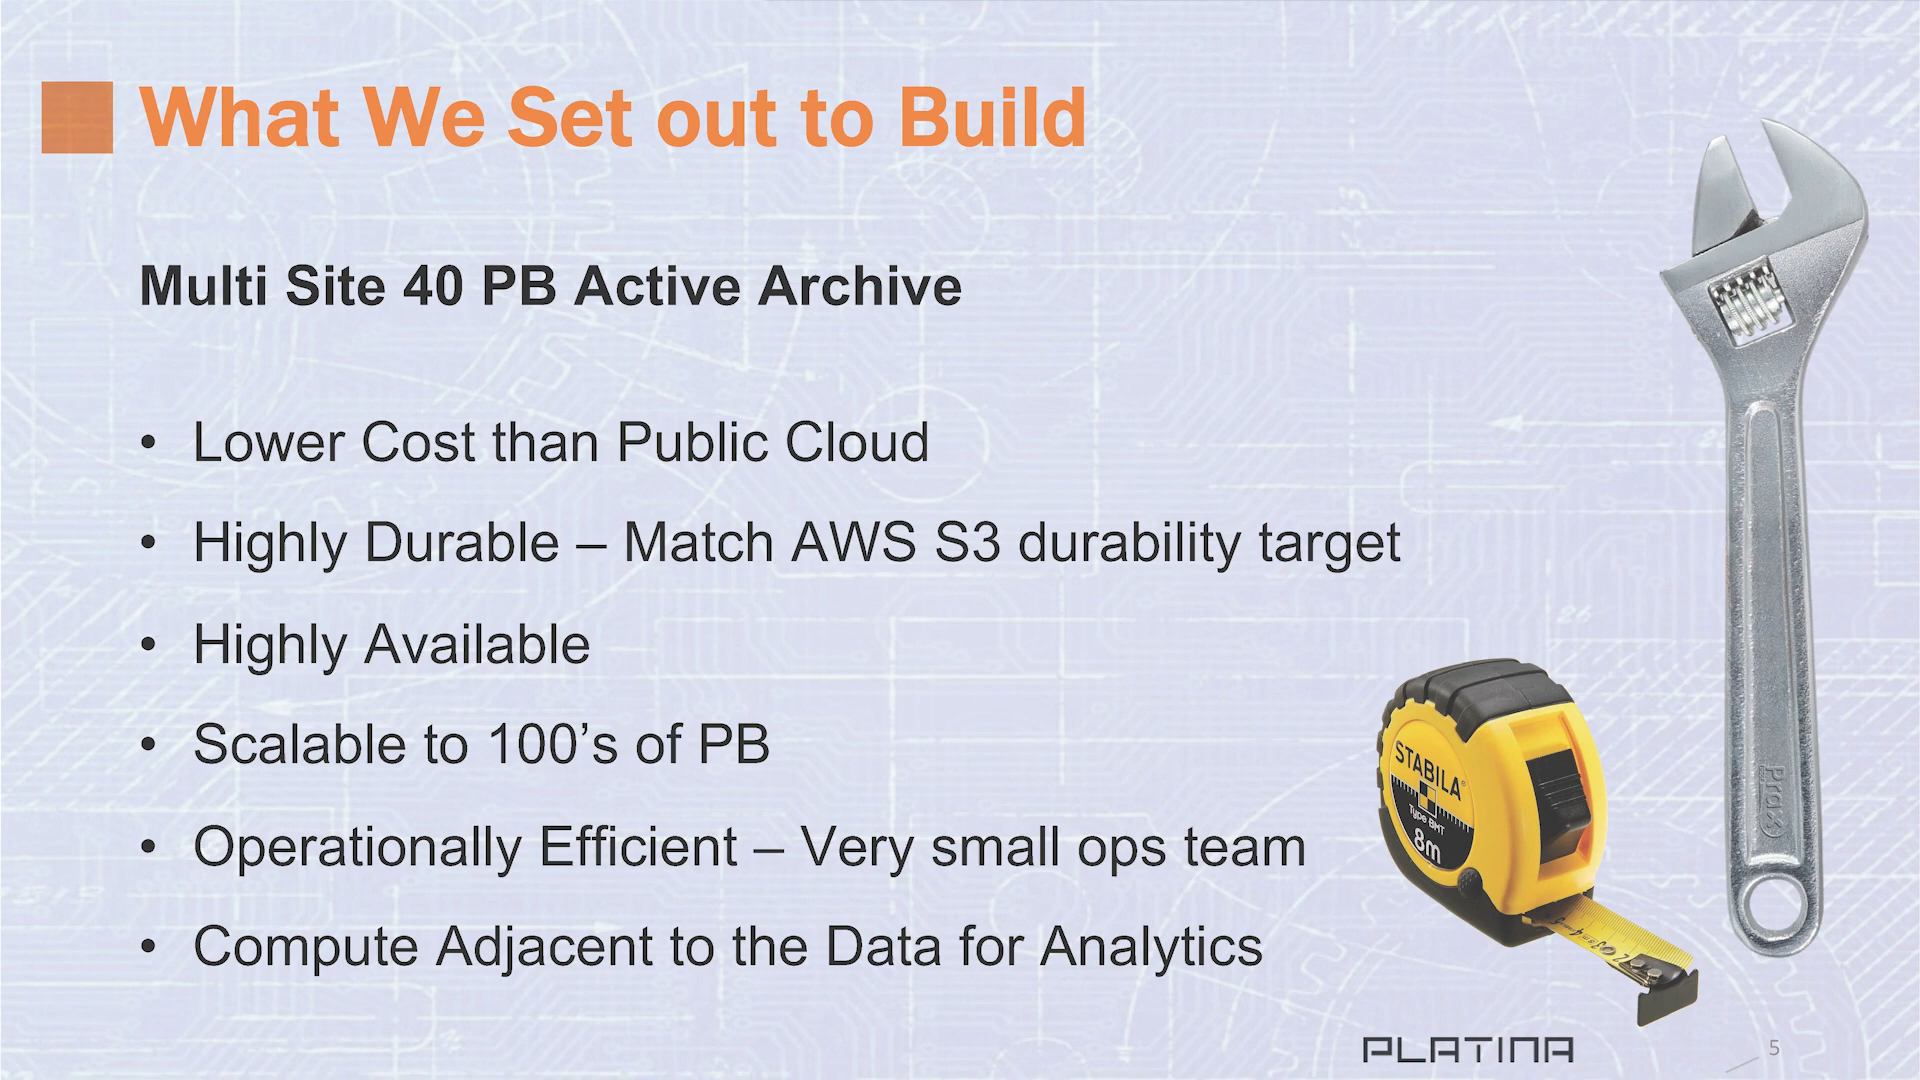 What We Set out to Build
Multi Site 40 PB Active Archive
• Lower Cost than Public Cloud
• Highly Durable – Match AWS S3 durability target
• Highly Available
• Scalable to 100’s of PB
• Operationally Efficient – Very small ops team
• Compute Adjacent to the Data for Analytics
STABILA
Type BMT
8m
PLATINA
5